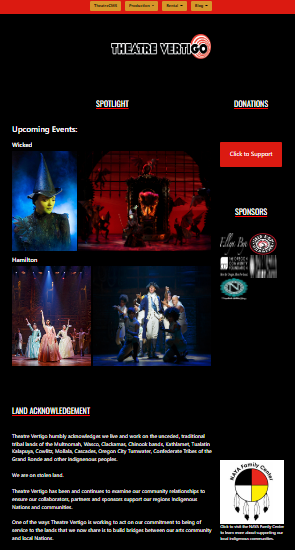 Production
Rental
Blog
THEATRE VERTIGO
SPOTLIGHT
DONATIONS
Upcoming Events:
Wicked
Click to Support
SPONSORS
Hamilton
LAND ACKNOWLEDGEMENT
Theatre Vertigo humbly acknowledges we live and work on the unceded, traditional
tribal lands of the Multnomah, Wasco, Clackamas, Chinook bands, Kathlamet, Tualatin
Kalapuya, Cowlitz, Mollala, Cascades, Oregon City Tumwater, Confederate Tribes of the
Grand Ronde and other indigenous peoples.
We are on stolen land.
Theatre Vertigo has been and continues to examine our community relationships to
ensure our collaborators, partners and sponsors support our regions indigenous
Nations and communities.
One of the ways Theatre Vertigo is working to act on our commitment to being of
service to the lands that we now share is to build bridges between our arts community
and local Nations.
NAYA Family Center
Click to visit the NAYA Family Centre
to learn more about supporting our
local indigenous communities.